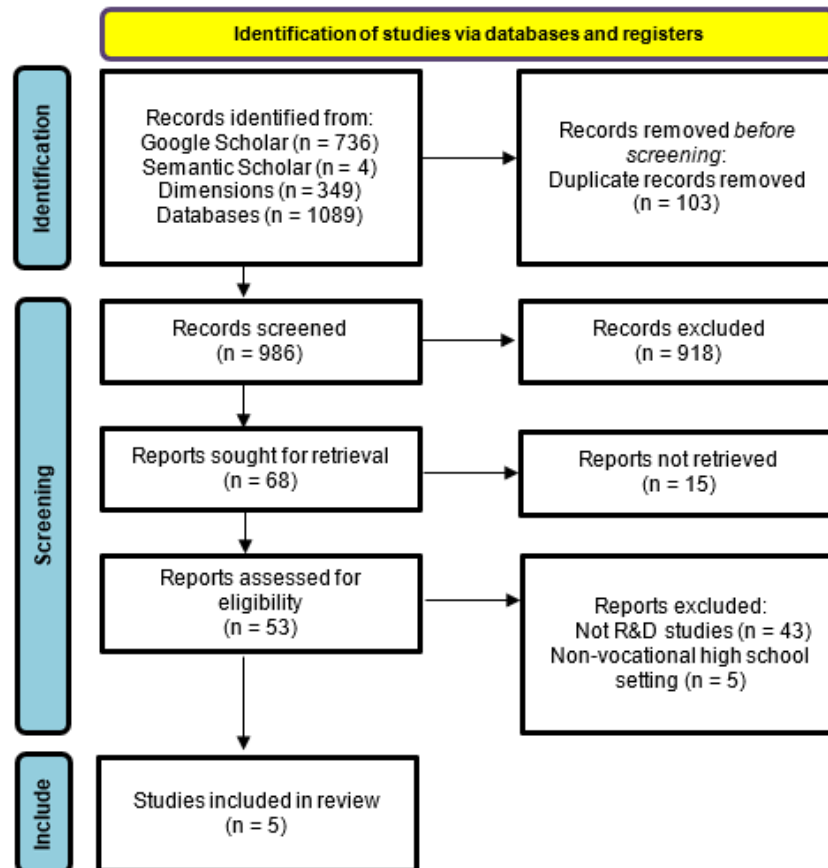 Identification of studies via databases and registers
Identification
Records identified from:
Google Scholar (n = 736)
Semantic Scholar (n = 4)
Dimensions (n = 349)
Databases (n = 1089)
Records removed before
screening:
Duplicate records removed
(n = 103)
Screening
Records screened
(n = 986)
Records excluded
(n = 918)
Reports sought for retrieval
(n = 68)
Reports not retrieved
(n = 15)
Reports assessed for
eligibility
(n = 53)
Reports excluded:
Not R&D studies (n = 43)
Non-vocational high school
setting (n = 5)
Include
Studies included in review
(n = 5)